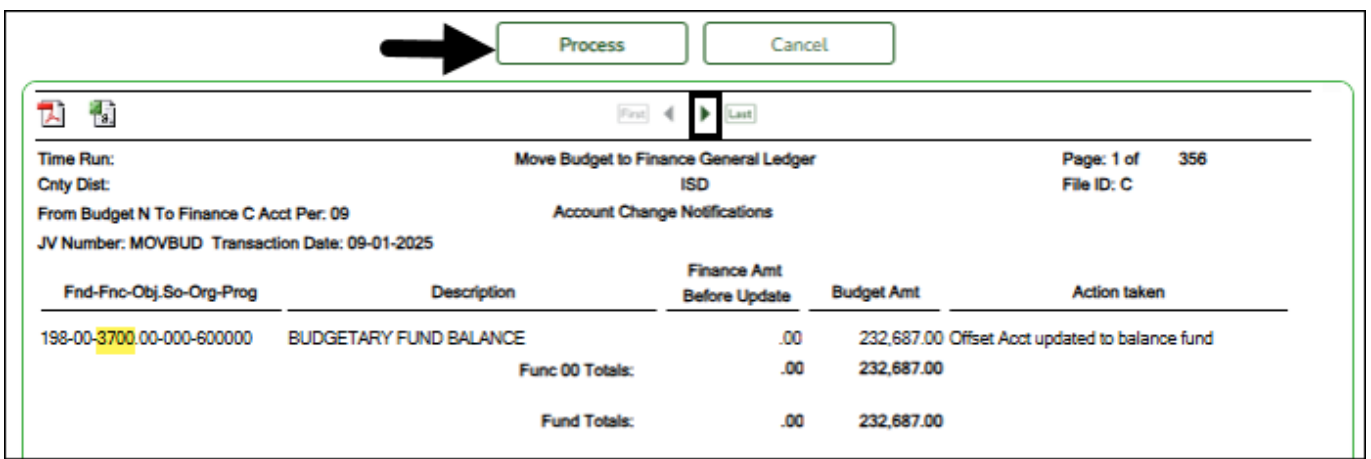 Process Cancel
First Last
Time Run: Move Budget to Finance General Ledger Page: 1 of 356
Cnty Dist: ISD File ID: C
From Budget N To Finance C Acct Per: 09 Account Change Notifications
JV Number: MOVBUD Transaction Date: 09-01-2025
Finance Amt
Fnd-Fnc-Obj.So-Org-Prog Description Before Update Budget Amt Action taken
198-00-3700.00-000-600000 BUDGETARY FUND BALANCE .00 232,687.00 Offset Acct updated to balance fund
Func 00 Totals: .00 232,687.00
Fund Totals: .00 232,687.00